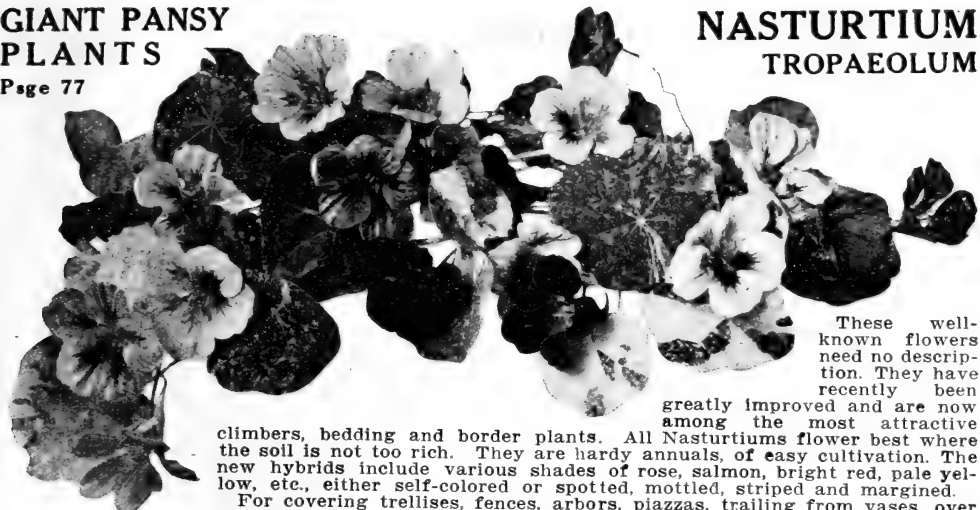 GIANT PANSY
PLANTS
Psge 77
NASTURTIUM
TROPAEOLUM
These well-
known flowers
need no descrip-
tion. They have
recently been
greatly improved and are now
among the most attractive
climbers, bedding and border plants. All Nasturtiums flower best where
the soil is not too rich. They are hardy annuals, of easy cultivation. The
new hybrids include various shades of rose, salmon, bright red, pale yel-
low, etc., either self-colored or spotted, mottled, striped and margined.
For covering trellises, fences, arbors, piazzas, trailing from vases, over